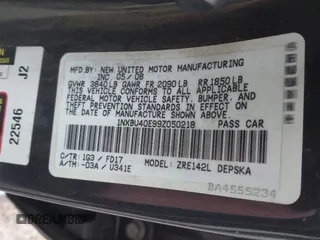 MFD. BY: NEW UNITED MOTOR MANUFACTURING
INC 05/08
GVWR 3840LB GAWR FR 2090LB RR 1850LB
THIS VEHICLE CONFORMS TO ALL APPLICABLE
FEDERAL MOTOR VEHICLE SAFETY, BUMPER, AND
THEFT PREVENTION STANDARDS IN EFFECT ON
THE DATE OF MANUFACTURE SHOWN ABOVE.
1NXBU40E99Z050218 PASS CAR
C/TR: 1G3 / FD17 MODEL: ZRE142L DEPSKA
A/TM: -03A / U341E
BA4555234
22546 J2